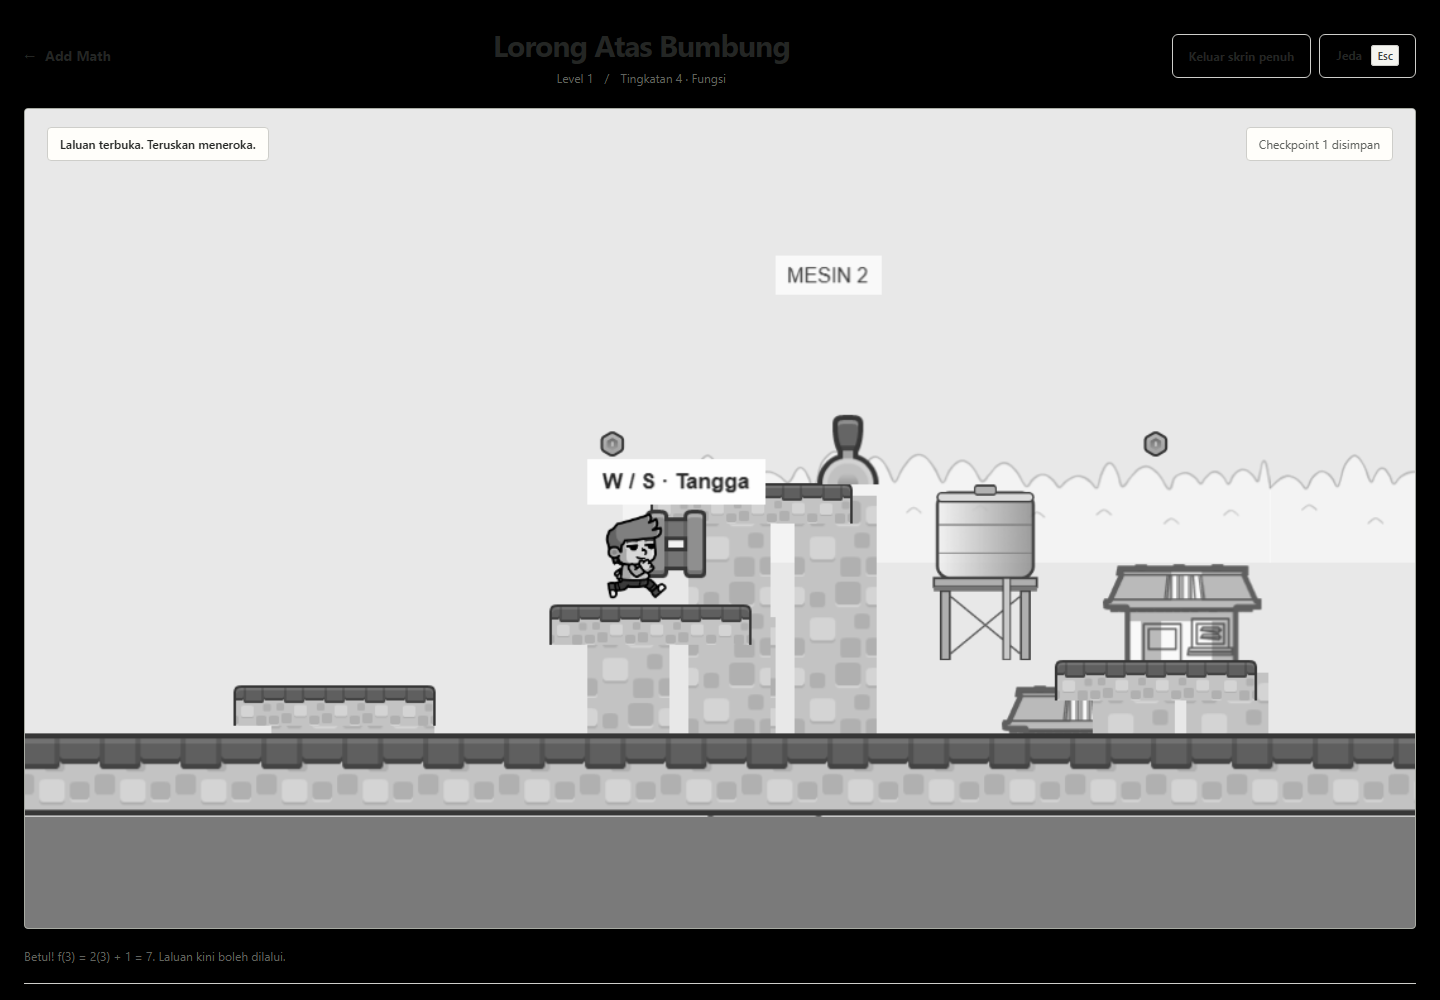 ← Add Math
Lorong Atas Bumbung
Level 1 / Tingkatan 4 · Fungsi
Keluar skrin penuh
Jeda Esc
Laluan terbuka. Teruskan meneroka.
Checkpoint 1 disimpan
MESIN 2
W / S · Tangga
Betul! f(3) = 2(3) + 1 = 7. Laluan kini boleh dilalui.